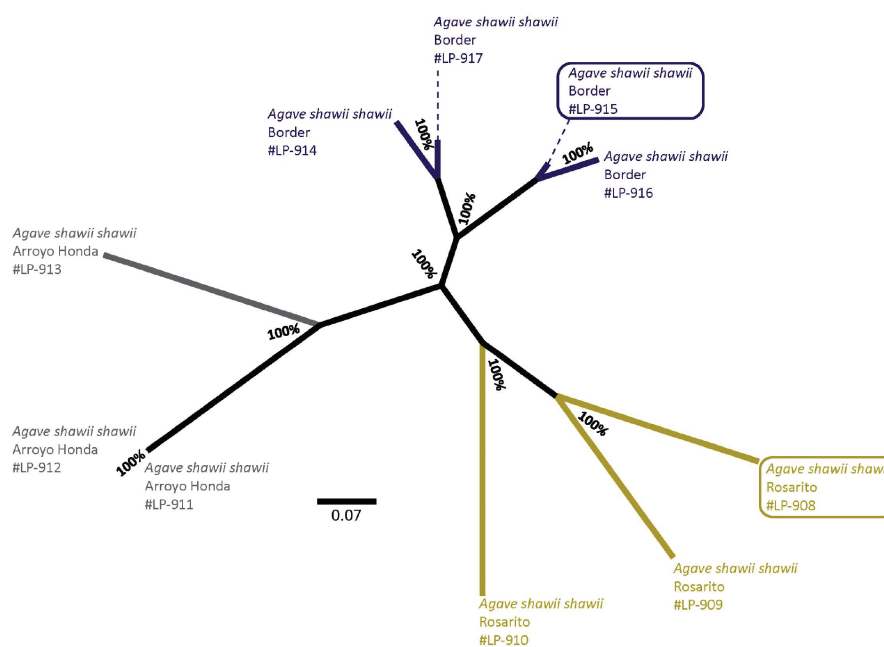 Agave shawii shawii
Border
#LP-917
Agave shawii shawii
Border
#LP-915
Agave shawii shawii
Border
#LP-914
100%
100%
Agave shawii shawii
Border
#LP-916
100%
Agave shawii shawii
Arroyo Honda
#LP-913
100%
100%
100%
100%
Agave shawii shawii
Arroyo Honda
#LP-912
100%
Agave shawii shawii
Arroyo Honda
#LP-911
0.07
Agave shawii shaw
Rosarito
#LP-908
Agave shawii shawii
Rosarito
#LP-909
Agave shawii shawii
Rosarito
#LP-910